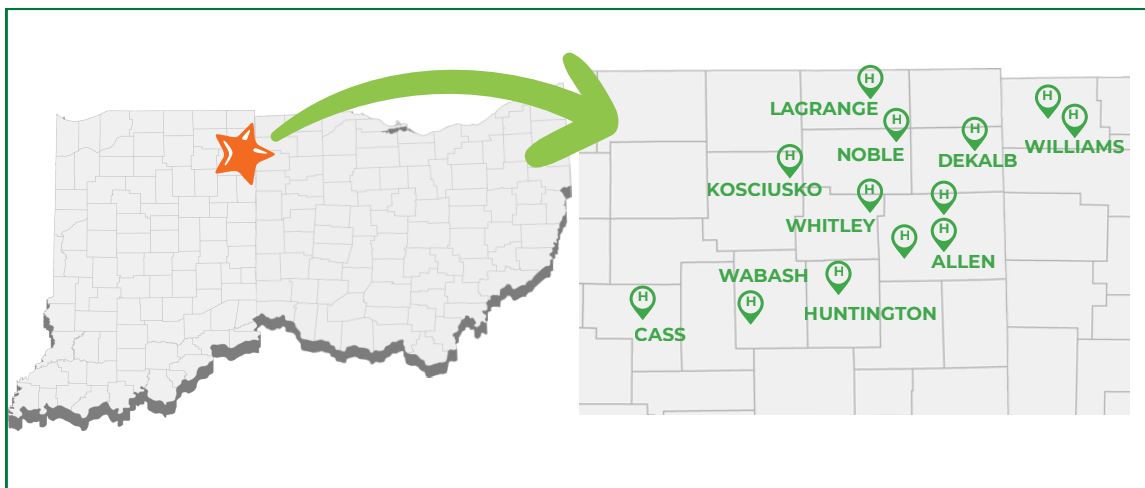 H
LAGRANGE
H
H
H
WILLIAMS
H
NOBLE
DEKALB
H
KOSCIUSKO
H
H
WHITLEY
H
H
ALLEN
WABASH
H
HUNTINGTON
H
H
CASS